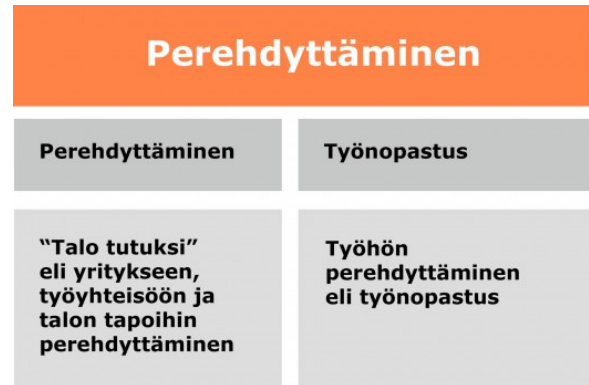 Perehdyttäminen
Perehdyttäminen
Työnopastus
“Talo tutuksi”
eli yritykseen,
työyhteisöön ja
talon tapoihin
perehdyttäminen
Työhön
perehdyttäminen
eli työnopastus